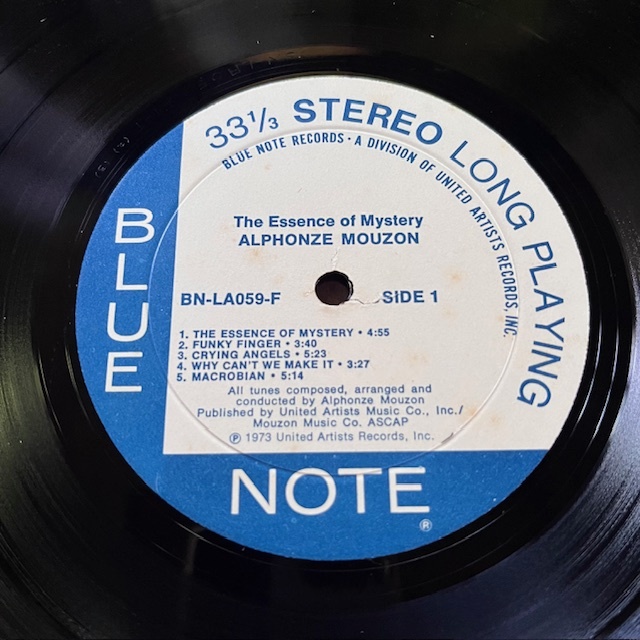 33⅓ STEREO LONG PLAYING
BLUE NOTE RECORDS • A DIVISION OF UNITED ARTISTS RECORDS, INC.
The Essence of Mystery
ALPHONZE MOUZON
BN-LA059-F
SIDE 1
1. THE ESSENCE OF MYSTERY • 4:55
2. FUNKY FINGER • 3:40
3. CRYING ANGELS • 5:23
4. WHY CAN'T WE MAKE IT • 3:27
5. MACROBIAN • 5:14
All tunes composed, arranged and
conducted by Alphonze Mouzon
Published by United Artists Music Co., Inc./
Mouzon Music Co. ASCAP
℗ 1973 United Artists Records, Inc.
BLUE
NOTE
®